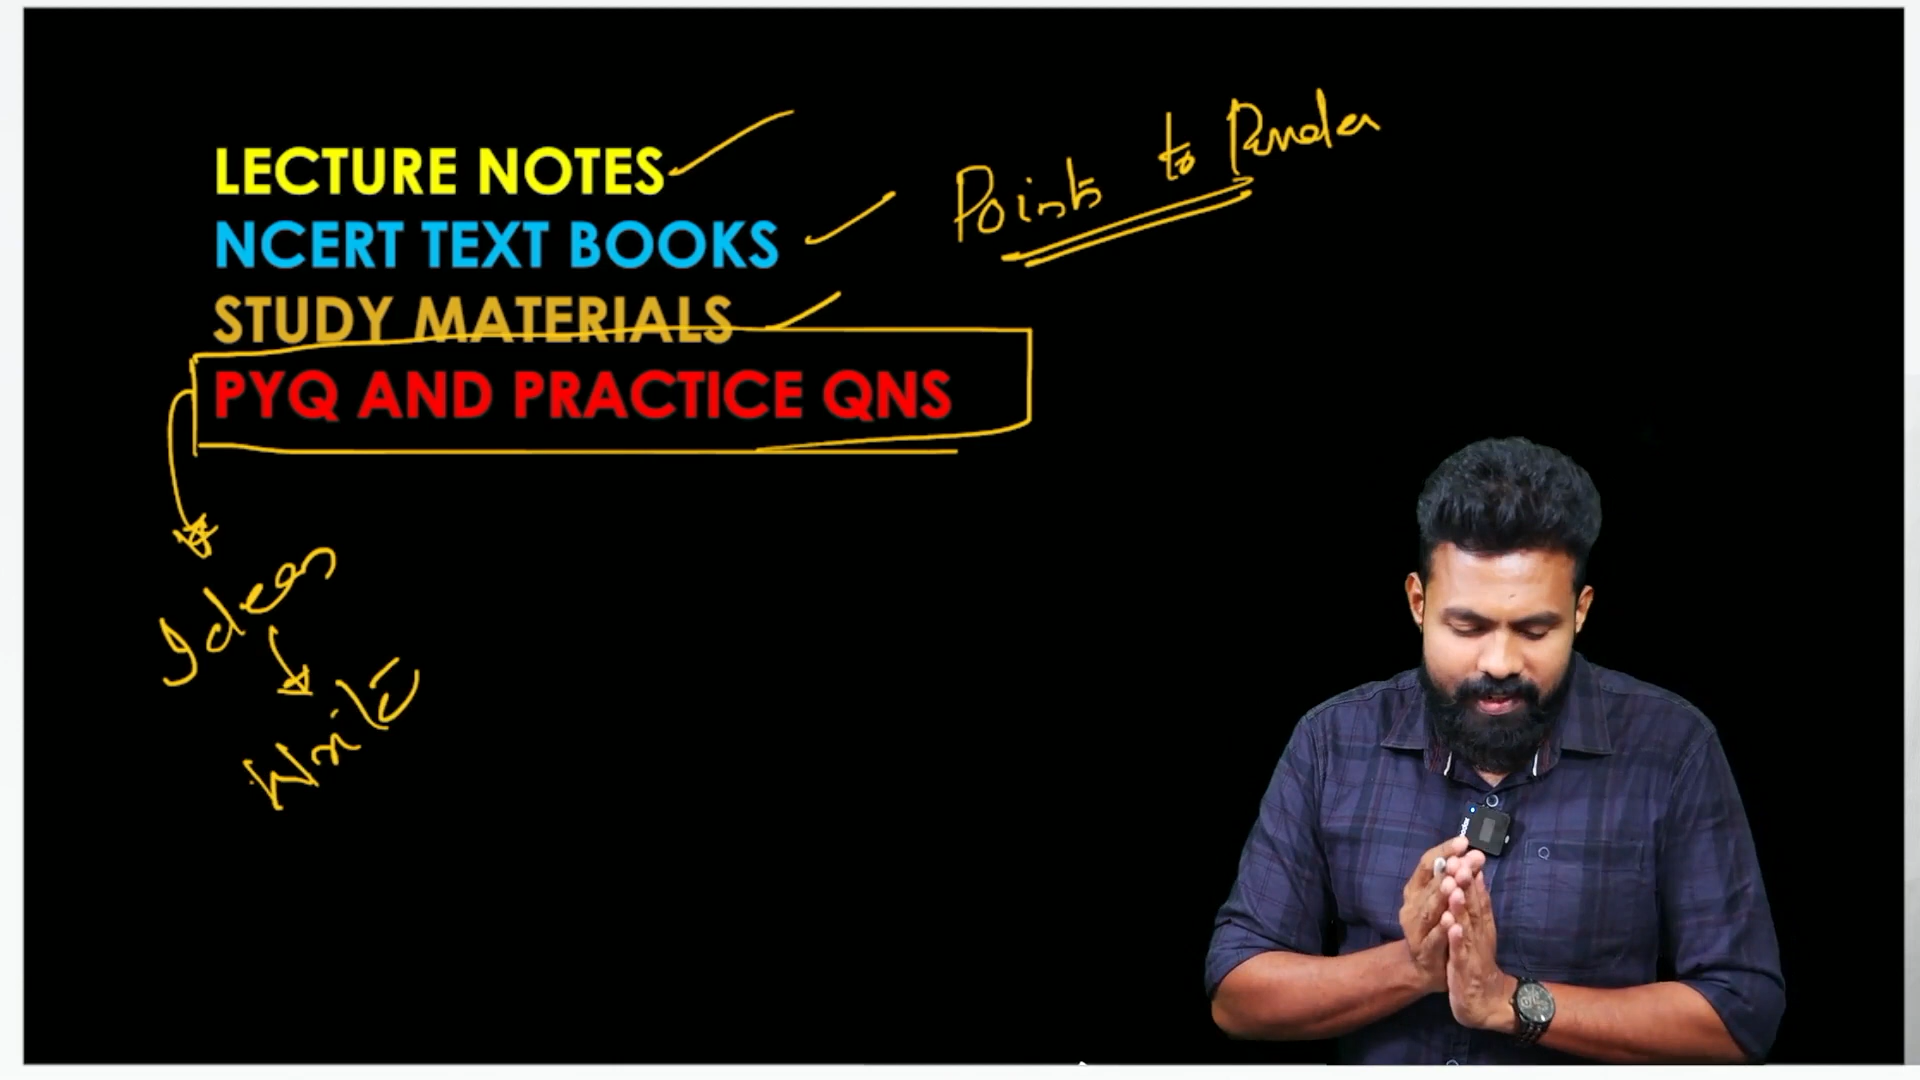 LECTURE NOTES
NCERT TEXT BOOKS
STUDY MATERIALS
PYQ AND PRACTICE QNS
Points to Ponder
Ideas
Write